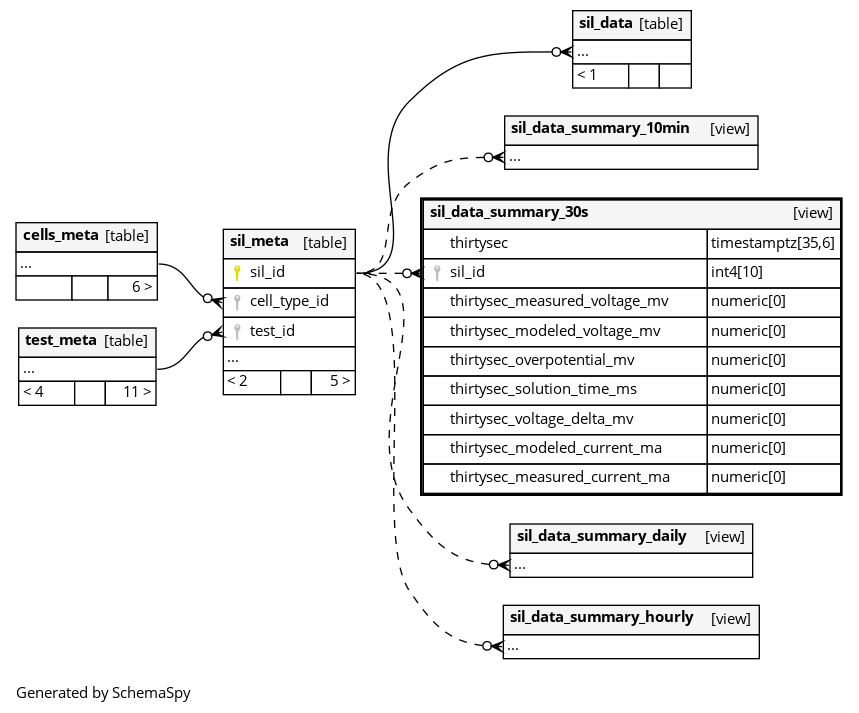 sil_data [table]
...
< 1
sil_data_summary_10min [view]
...
cells_meta [table]
...
6 >
test_meta [table]
...
< 4 11 >
sil_meta [table]
sil_id
cell_type_id
test_id
...
< 2 5 >
sil_data_summary_30s [view]
thirtysec timestamptz[35,6]
sil_id int4[10]
thirtysec_measured_voltage_mv numeric[0]
thirtysec_modeled_voltage_mv numeric[0]
thirtysec_overpotential_mv numeric[0]
thirtysec_solution_time_ms numeric[0]
thirtysec_voltage_delta_mv numeric[0]
thirtysec_modeled_current_ma numeric[0]
thirtysec_measured_current_ma numeric[0]
sil_data_summary_daily [view]
...
sil_data_summary_hourly [view]
...
Generated by SchemaSpy